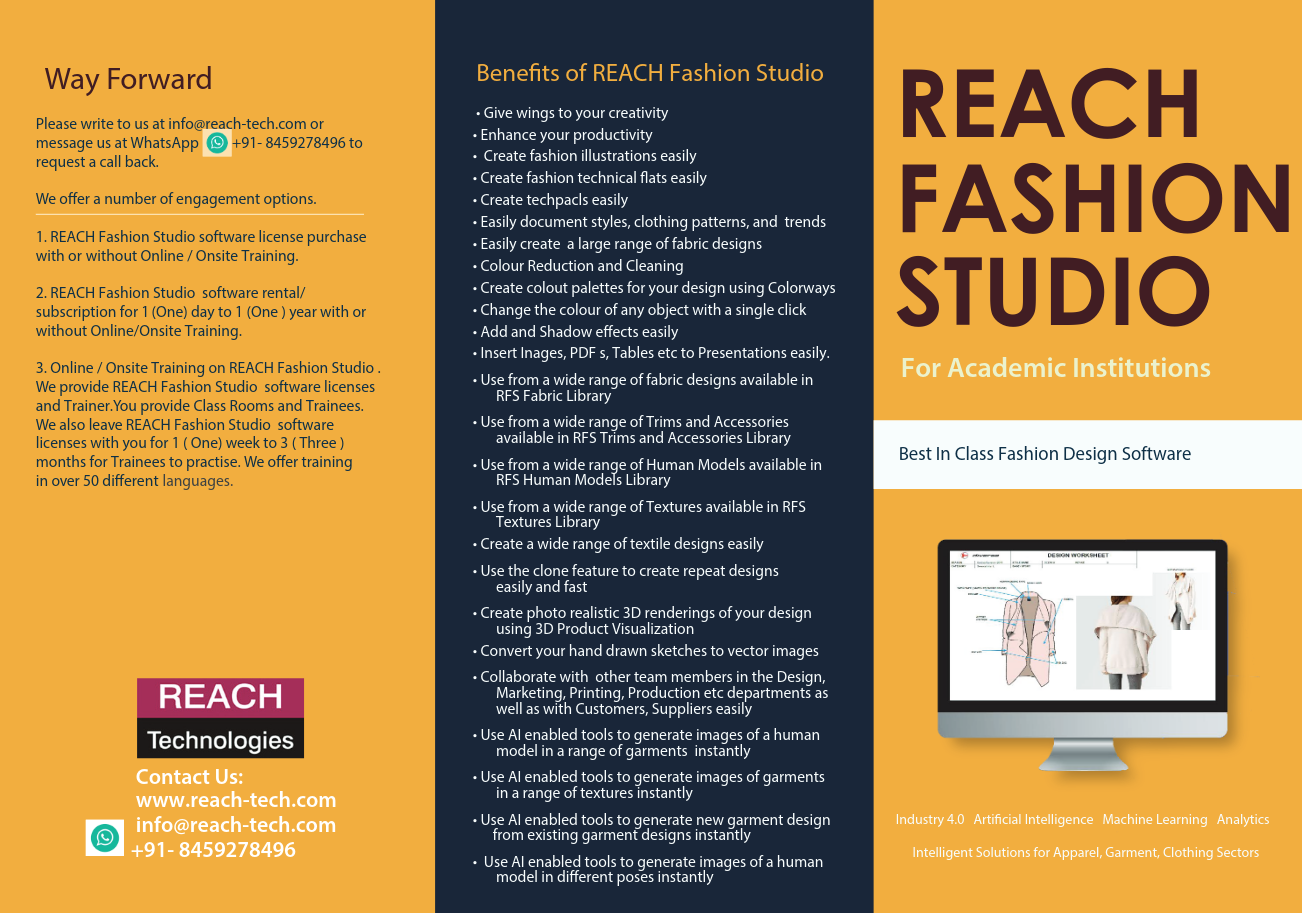 Way Forward
Please write to us at info@reach-tech.com or
message us at WhatsApp +91- 8459278496 to
request a call back.
We offer a number of engagement options.
1. REACH Fashion Studio software license purchase
with or without Online / Onsite Training.
2. REACH Fashion Studio software rental/
subscription for 1 (One) day to 1 (One ) year with or
without Online/Onsite Training.
3. Online / Onsite Training on REACH Fashion Studio .
We provide REACH Fashion Studio software licenses
and Trainer.You provide Class Rooms and Trainees.
We also leave REACH Fashion Studio software
licenses with you for 1 ( One) week to 3 ( Three )
months for Trainees to practise. We offer training
in over 50 different languages.
REACH
Technologies
Contact Us:
www.reach-tech.com
info@reach-tech.com
+91- 8459278496
Benefits of REACH Fashion Studio
• Give wings to your creativity
• Enhance your productivity
• Create fashion illustrations easily
• Create fashion technical flats easily
• Create techpacls easily
• Easily document styles, clothing patterns, and trends
• Easily create a large range of fabric designs
• Colour Reduction and Cleaning
• Create colout palettes for your design using Colorways
• Change the colour of any object with a single click
• Add and Shadow effects easily
• Insert Inages, PDF s, Tables etc to Presentations easily.
• Use from a wide range of fabric designs available in
RFS Fabric Library
• Use from a wide range of Trims and Accessories
available in RFS Trims and Accessories Library
• Use from a wide range of Human Models available in
RFS Human Models Library
• Use from a wide range of Textures available in RFS
Textures Library
• Create a wide range of textile designs easily
• Use the clone feature to create repeat designs
easily and fast
• Create photo realistic 3D renderings of your design
using 3D Product Visualization
• Convert your hand drawn sketches to vector images
• Collaborate with other team members in the Design,
Marketing, Printing, Production etc departments as
well as with Customers, Suppliers easily
• Use AI enabled tools to generate images of a human
model in a range of garments instantly
• Use AI enabled tools to generate images of garments
in a range of textures instantly
• Use AI enabled tools to generate new garment design
from existing garment designs instantly
• Use AI enabled tools to generate images of a human
model in different poses instantly
REACH
FASHION
STUDIO
For Academic Institutions
Best In Class Fashion Design Software
DESIGN WORKSHEET
Industry 4.0 Artificial Intelligence Machine Learning Analytics
Intelligent Solutions for Apparel, Garment, Clothing Sectors